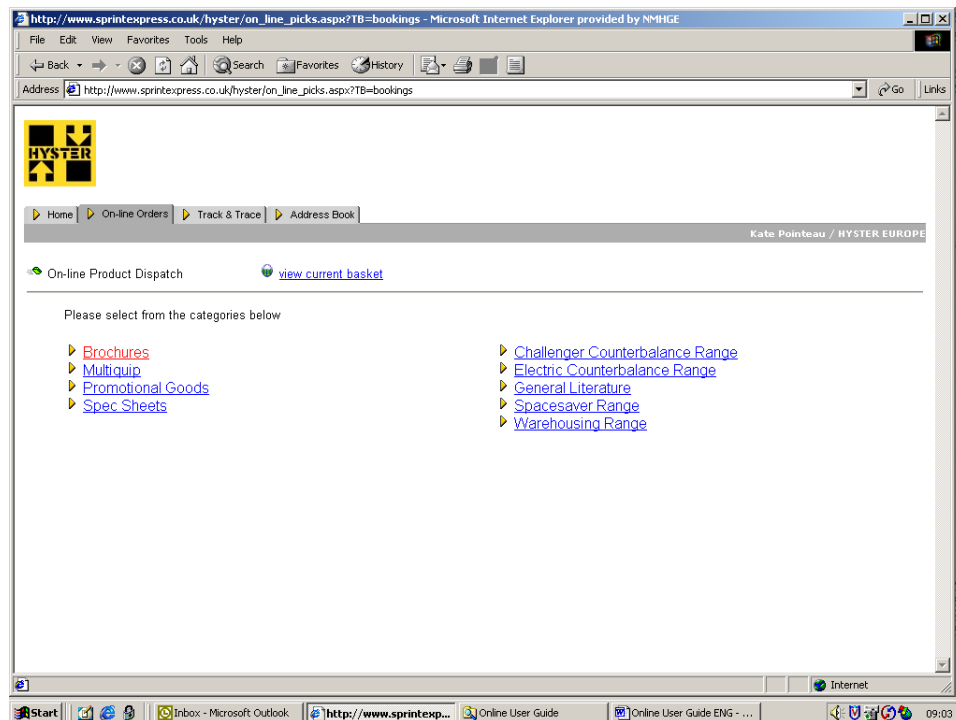 http://www.sprintexpress.co.uk/hyster/on_line_picks.aspx?TB=bookings - Microsoft Internet Explorer provided by NMHGE
File Edit View Favorites Tools Help
Back Search Favorites History
Address http://www.sprintexpress.co.uk/hyster/on_line_picks.aspx?TB=bookings Go Links
HYSTER
Home On-line Orders Track & Trace Address Book
Kate Pointeau / HYSTER EUROPE
On-line Product Dispatch view current basket
Please select from the categories below
Brochures Challenger Counterbalance Range
Multiquip Electric Counterbalance Range
Promotional Goods General Literature
Spec Sheets Spacesaver Range
Warehousing Range
Internet
Start Inbox - Microsoft Outlook http://www.sprintexp... Online User Guide Online User Guide ENG - ... 09:03